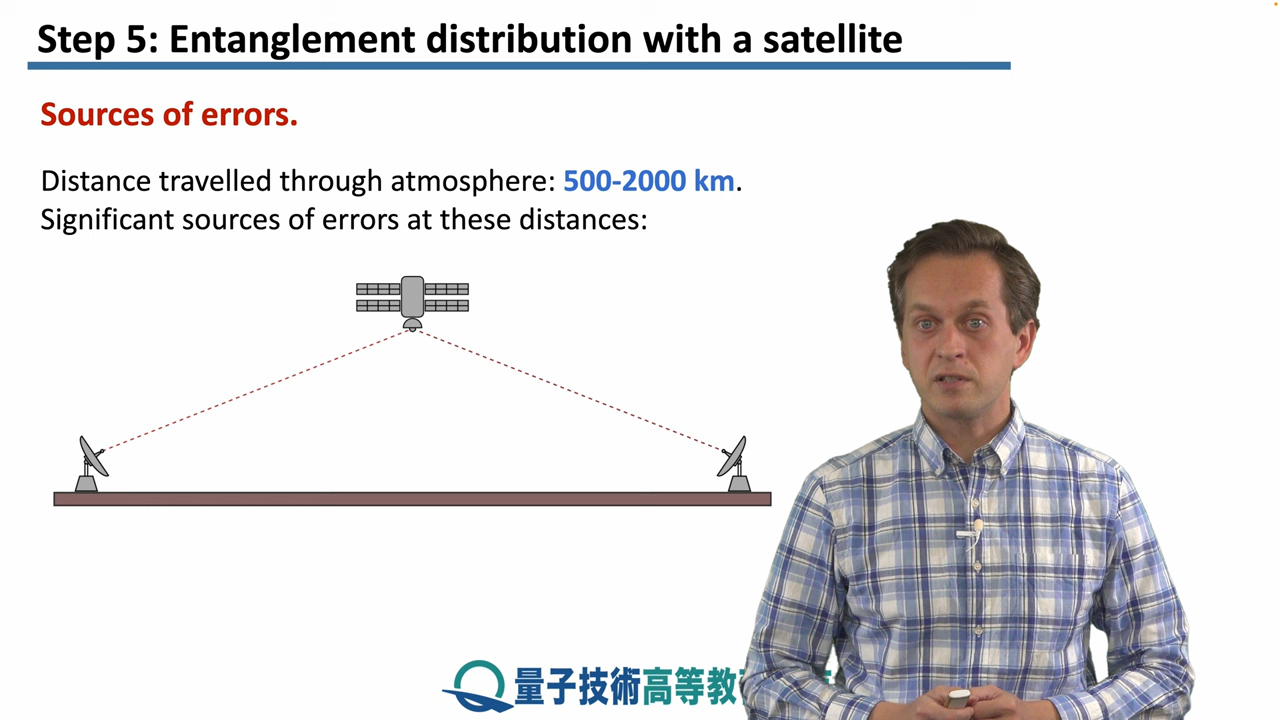 Step 5: Entanglement distribution with a satellite
Sources of errors.
Distance travelled through atmosphere: 500-2000 km.
Significant sources of errors at these distances:
量子技術高等教